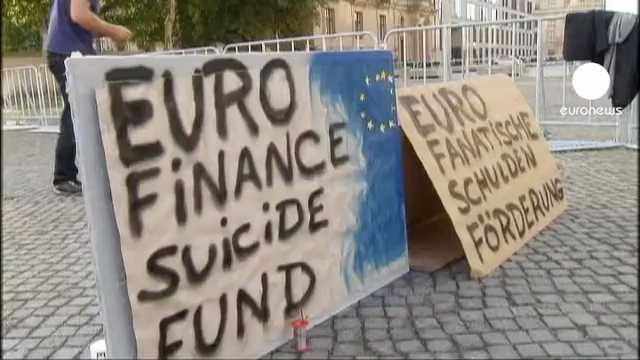 EURO
FiNANCE
SUiCiDE
FUND
EURO
FANATISCHE
SCHULDEN
FÖRDERUNG
euronews